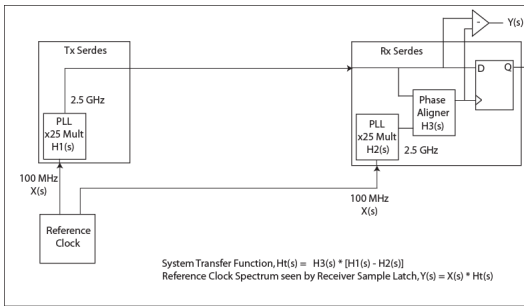 Y(s)
-
Tx Serdes
Rx Serdes
D
Q
2.5 GHz
Phase
Aligner
H3(s)
PLL
x25 Mult
H1(s)
PLL
x25 Mult
H2(s)
2.5 GHz
100 MHz
X(s)
100 MHz
X(s)
Reference
Clock
System Transfer Function, Ht(s) = H3(s) * [H1(s) - H2(s)]
Reference Clock Spectrum seen by Receiver Sample Latch, Y(s) = X(s) * Ht(s)